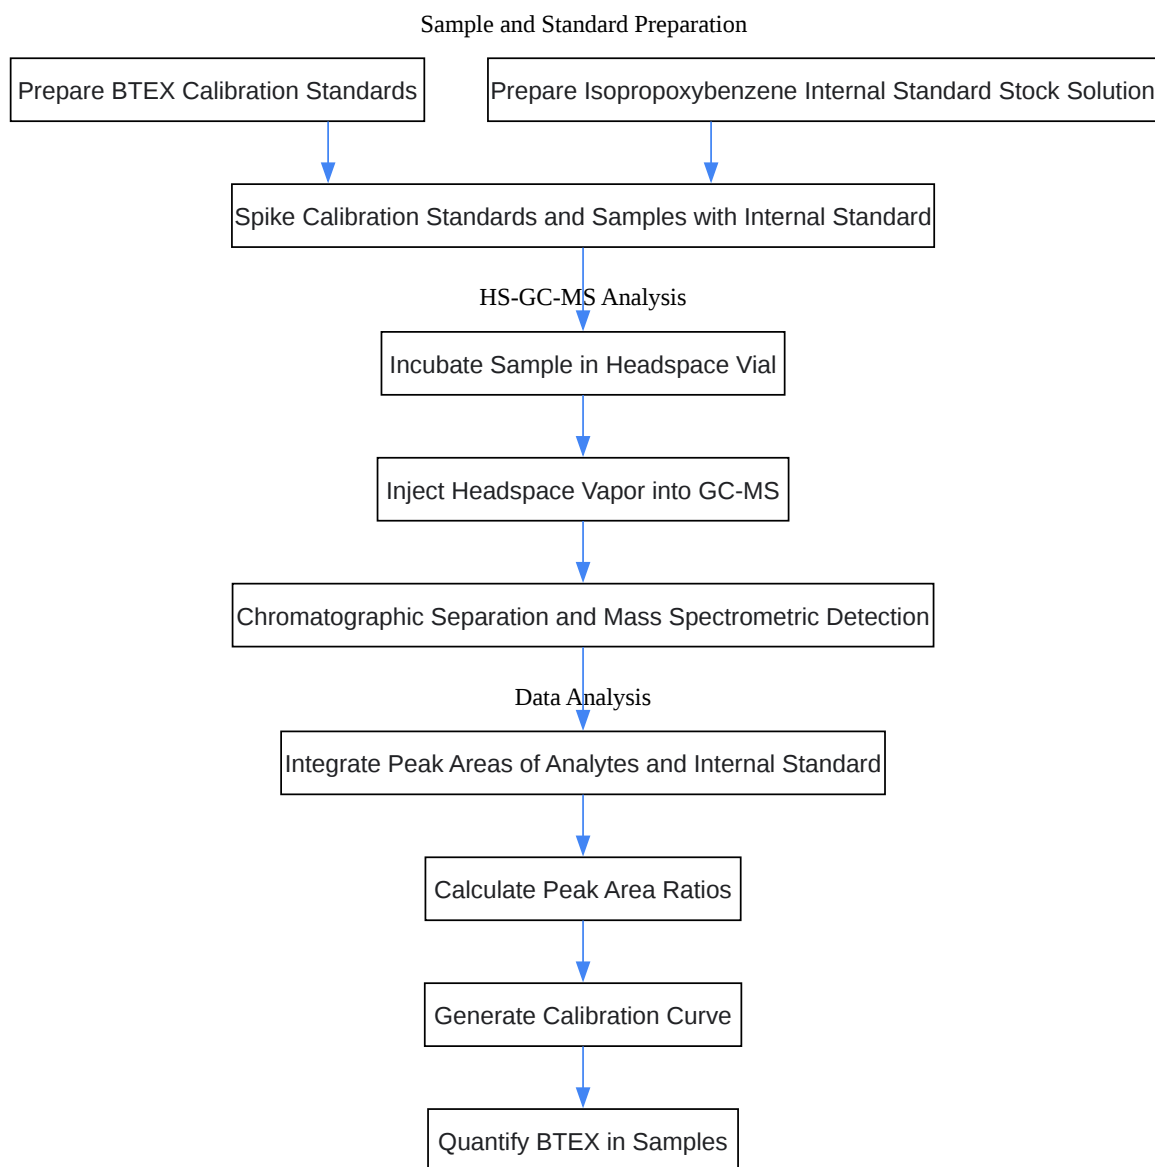 Sample and Standard Preparation
Prepare BTEX Calibration Standards
Prepare Isopropoxybenzene Internal Standard Stock Solution
Spike Calibration Standards and Samples with Internal Standard
HS-GC-MS Analysis
Incubate Sample in Headspace Vial
Inject Headspace Vapor into GC-MS
Chromatographic Separation and Mass Spectrometric Detection
Data Analysis
Integrate Peak Areas of Analytes and Internal Standard
Calculate Peak Area Ratios
Generate Calibration Curve
Quantify BTEX in Samples